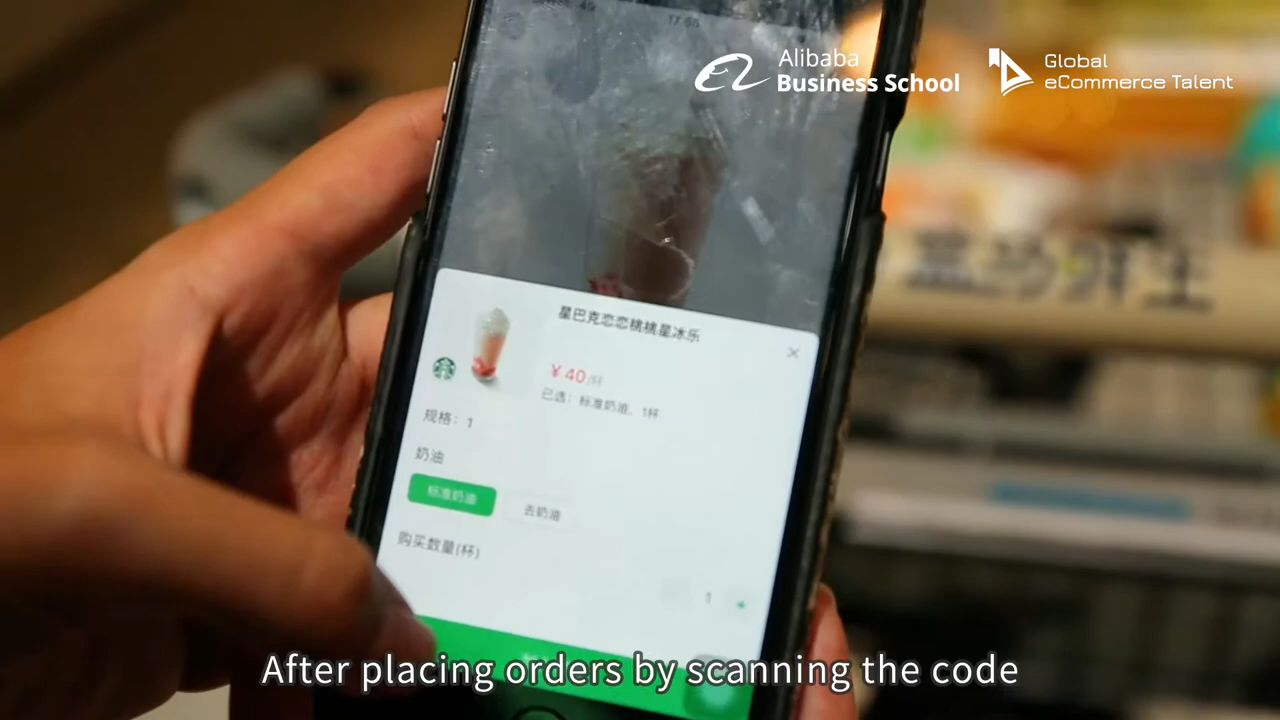 Alibaba
Business School
Global
eCommerce Talent
星巴克恋恋桃桃星冰乐
¥ 40/杯
已选：标准奶油、1杯
规格：1
奶油
标准奶油
去奶油
购买数量(杯)
1
After placing orders by scanning the code